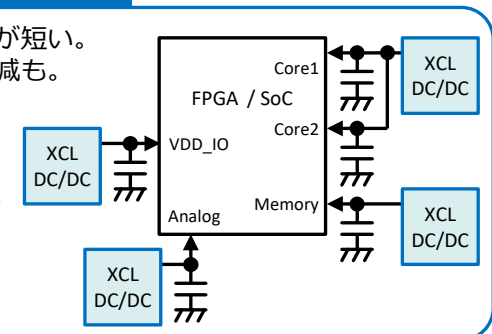 が短い。
減も。
FPGA / SoC
Core1
Core2
VDD_IO
Memory
Analog
XCL
DC/DC
XCL
DC/DC
XCL
DC/DC
XCL
DC/DC